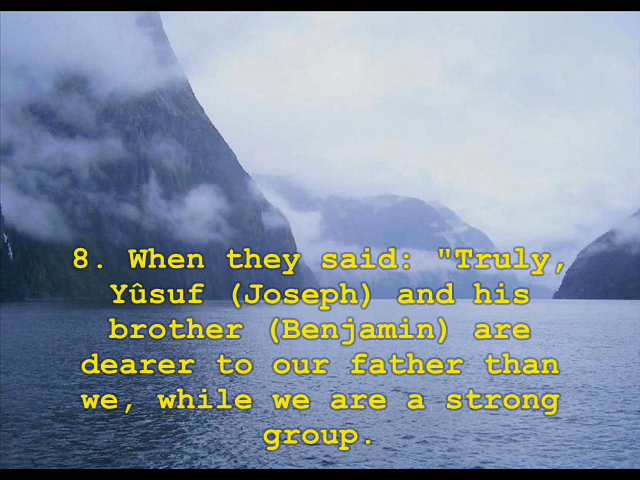 8. When they said: "Truly,
Yûsuf (Joseph) and his
brother (Benjamin) are
dearer to our father than
we, while we are a strong
group.